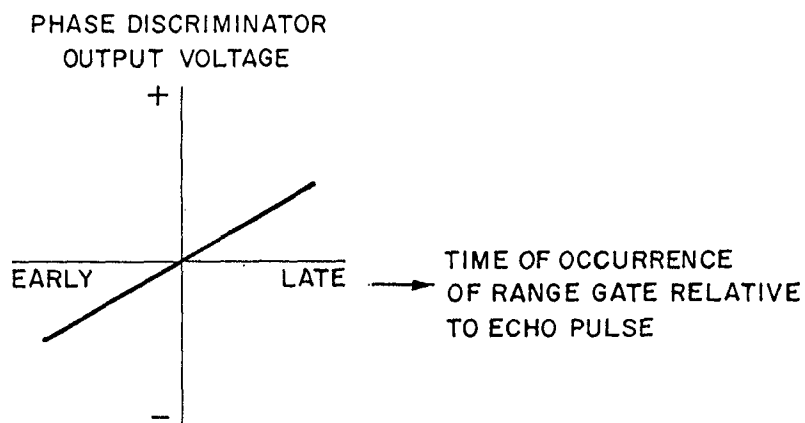 PHASE DISCRIMINATOR
OUTPUT VOLTAGE
+
EARLY
LATE
TIME OF OCCURRENCE
OF RANGE GATE RELATIVE
TO ECHO PULSE
–